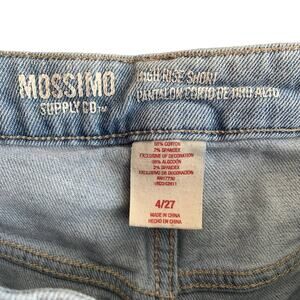 MOSSIMO
SUPPLY CO™
HIGH RISE SHORT
PANTALON CORTO DE TIRO ALTO
98% COTTON
2% SPANDEX
EXCLUSIVE OF DECORATION
98% ALGODÓN
2% SPANDEX
EXCLUSIVO DE DECORACIÓN
4/27
MADE IN CHINA
HECHO EN CHINA